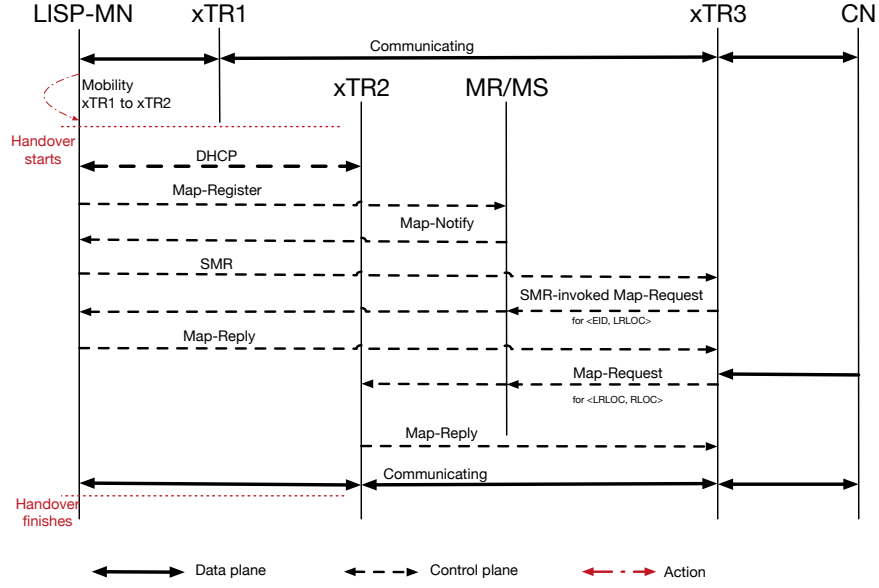 LISP-MN xTR1 xTR3 CN
Communicating
Mobility
xTR1 to xTR2
xTR2 MR/MS
Handover
starts
DHCP
Map-Register
Map-Notify
SMR
SMR-invoked Map-Request
for <EID, LRLOC>
Map-Reply
Map-Request
for <LRLOC, RLOC>
Map-Reply
Communicating
Handover
finishes
Data plane Control plane Action